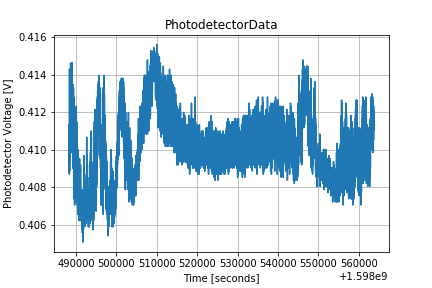 PhotodetectorData
0.416
0.414
0.412
0.410
0.408
0.406
Photodetector Voltage [V]
490000 500000 510000 520000 530000 540000 550000 560000
Time [seconds]
+1.598e9